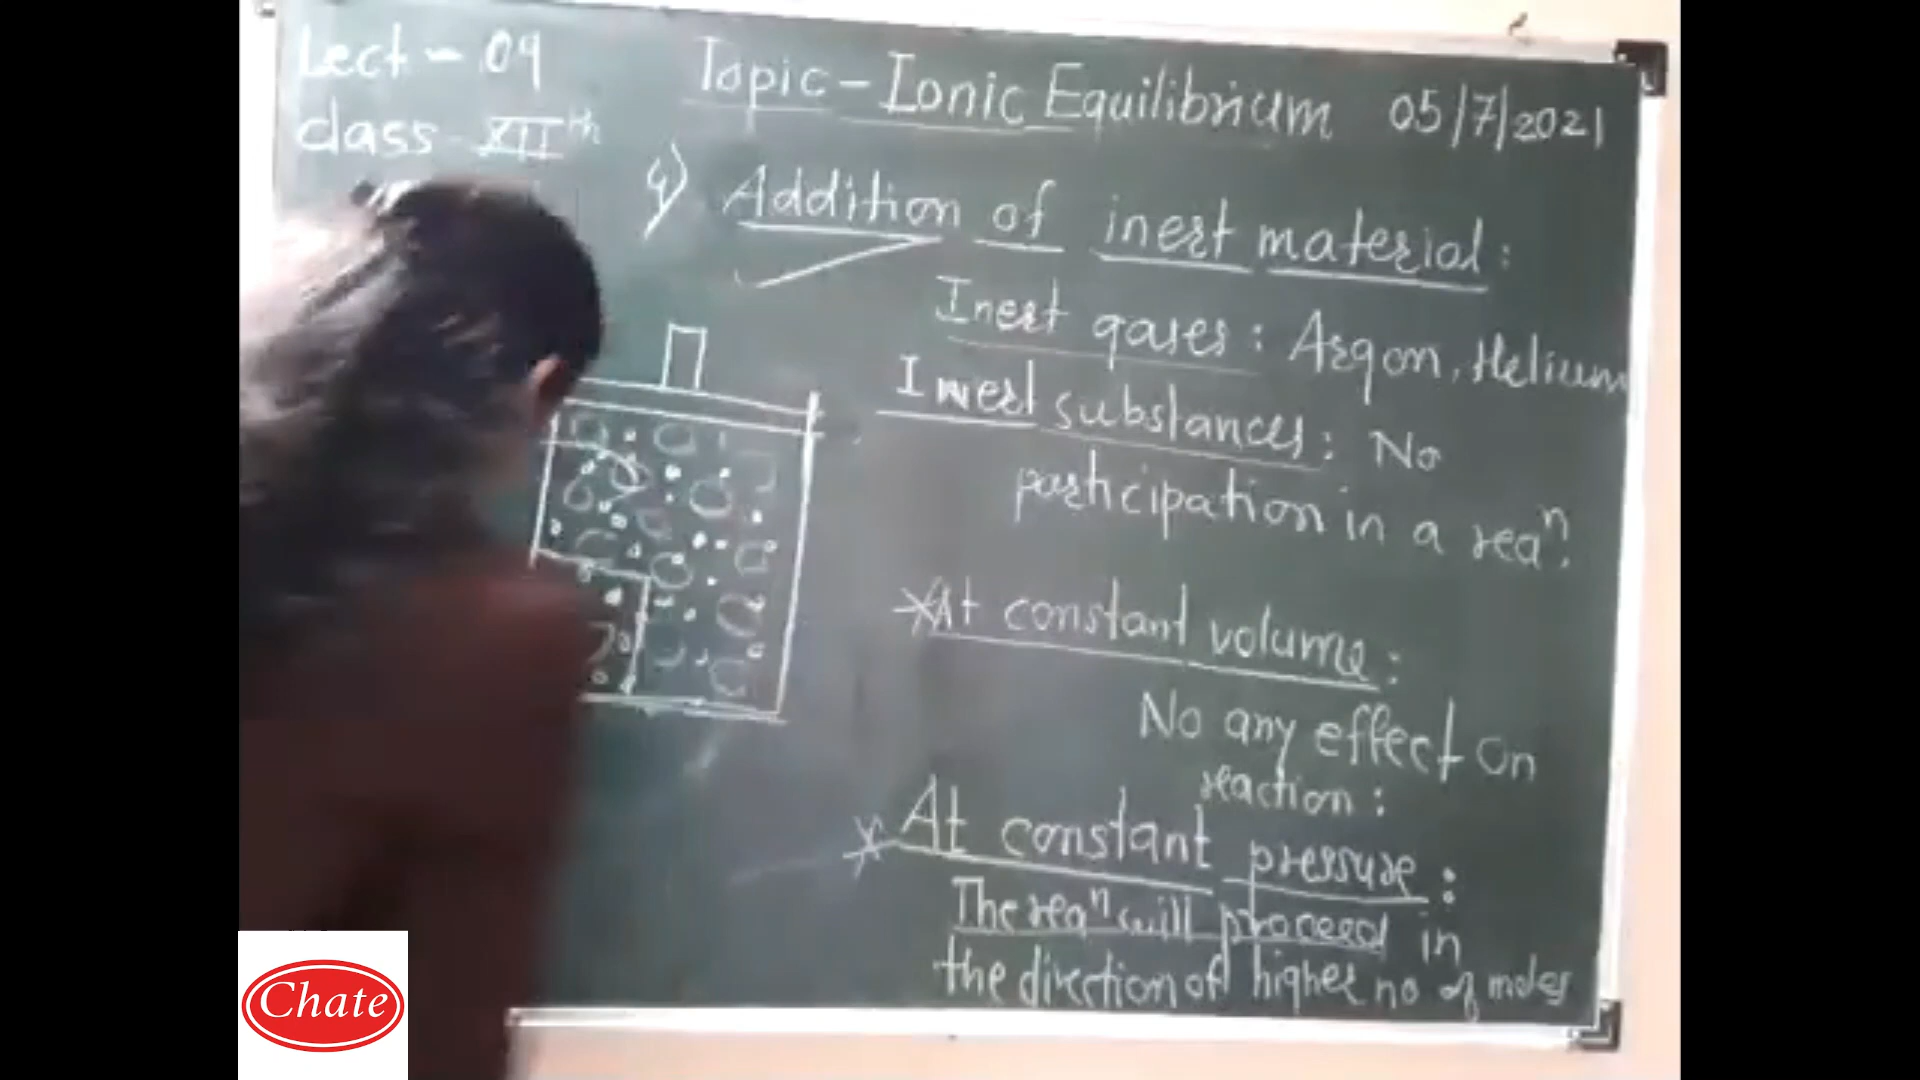 Lect - 09
class - XIIth
Topic - Ionic Equilibrium 05/7/2021
4) Addition of inert material:
Inert gases: Argon, Helium
Inert substances: No
participation in a reaⁿ.
*At constant volume:
No any effect on
reaction:
* At constant pressure:
The reaⁿ will proceed in
the direction of higher no of moles
Chate